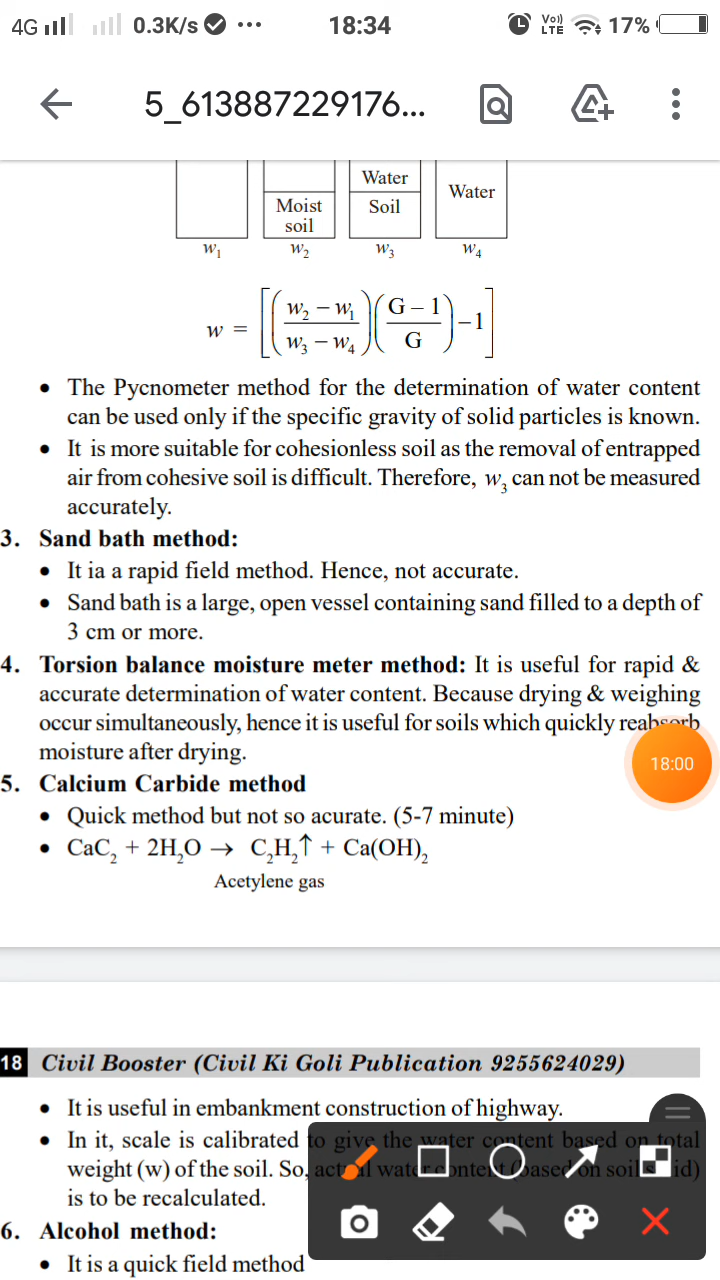 4G 0.3K/s ... 18:34 Vo)) LTE 17%
5_613887229176...
Water
Moist soil Soil Water
w₁ w₂ w₃ w₄
w = [((w₂ − w₁)/(w₃ − w₄))((G − 1)/G) − 1]
• The Pycnometer method for the determination of water content
can be used only if the specific gravity of solid particles is known.
• It is more suitable for cohesionless soil as the removal of entrapped
air from cohesive soil is difficult. Therefore, w₃ can not be measured
accurately.
3. Sand bath method:
• It ia a rapid field method. Hence, not accurate.
• Sand bath is a large, open vessel containing sand filled to a depth of
3 cm or more.
4. Torsion balance moisture meter method: It is useful for rapid &
accurate determination of water content. Because drying & weighing
occur simultaneously, hence it is useful for soils which quickly reabsorb
moisture after drying.
18:00
5. Calcium Carbide method
• Quick method but not so acurate. (5-7 minute)
• CaC₂ + 2H₂O → C₂H₂↑ + Ca(OH)₂
Acetylene gas
18 Civil Booster (Civil Ki Goli Publication 9255624029)
• It is useful in embankment construction of highway.
• In it, scale is calibrated to give the water content based on total
weight (w) of the soil. So, actual water content (based on soil solid)
is to be recalculated.
6. Alcohol method:
• It is a quick field method